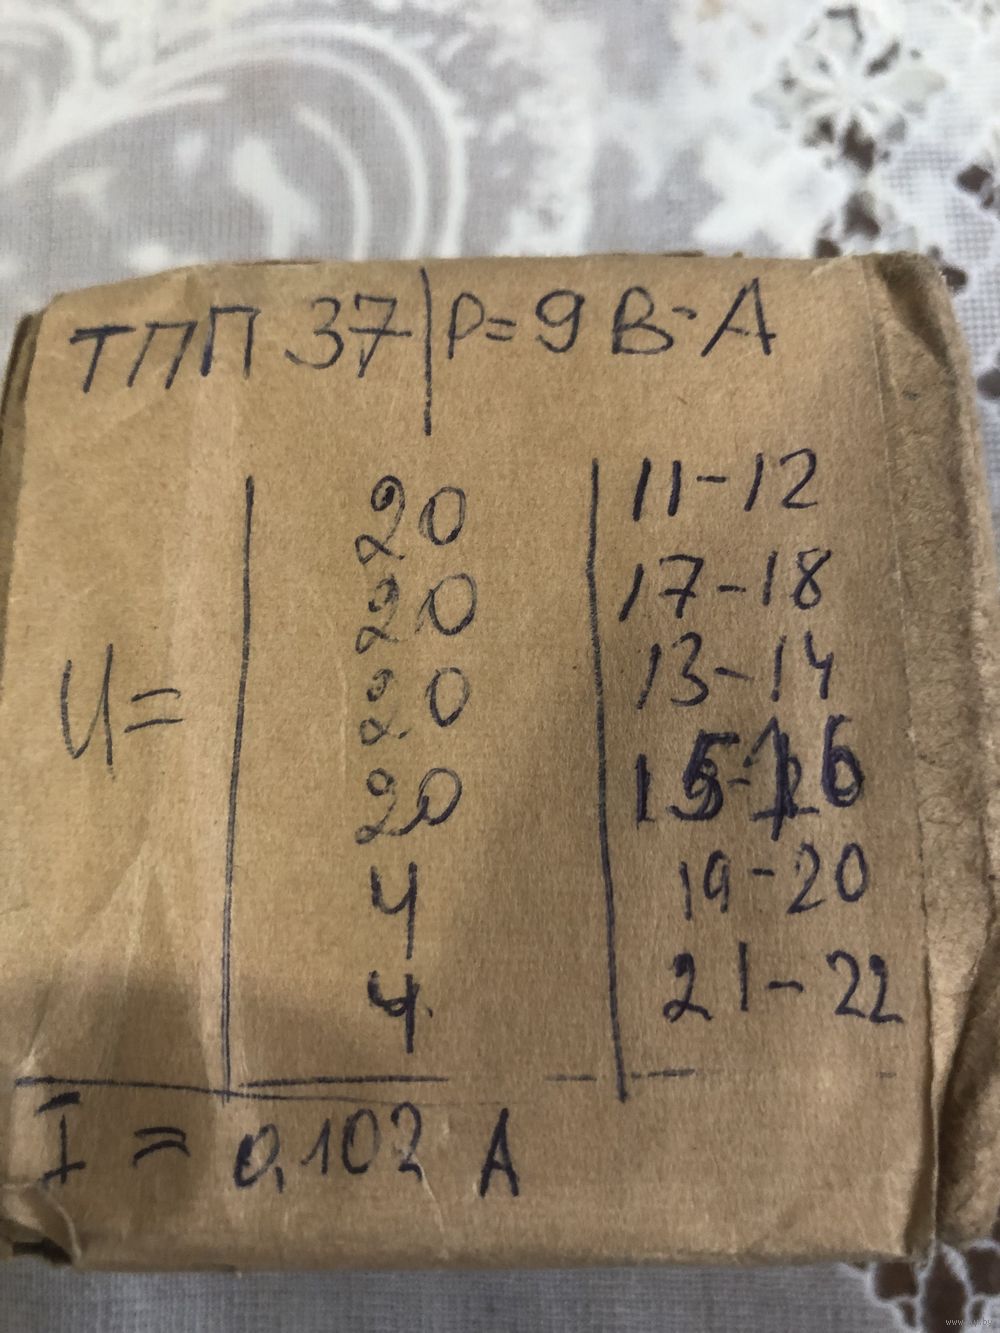 ТПП 37 | P=9 В-А
20 | 11-12
20 | 17-18
20 | 13-14
U= | 20 | 15-16
4 | 19-20
4 | 21-22
I = 0,102 А